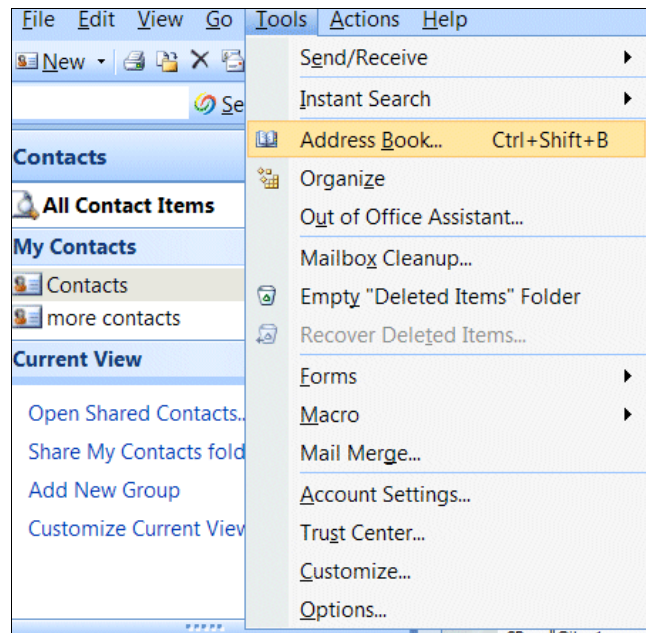 File Edit View Go Tools Actions Help
New
Se
Contacts
All Contact Items
My Contacts
Contacts
more contacts
Current View
Open Shared Contacts..
Share My Contacts fold
Add New Group
Customize Current View
Send/Receive
Instant Search
Address Book... Ctrl+Shift+B
Organize
Out of Office Assistant...
Mailbox Cleanup...
Empty "Deleted Items" Folder
Recover Deleted Items...
Forms
Macro
Mail Merge...
Account Settings...
Trust Center...
Customize...
Options...